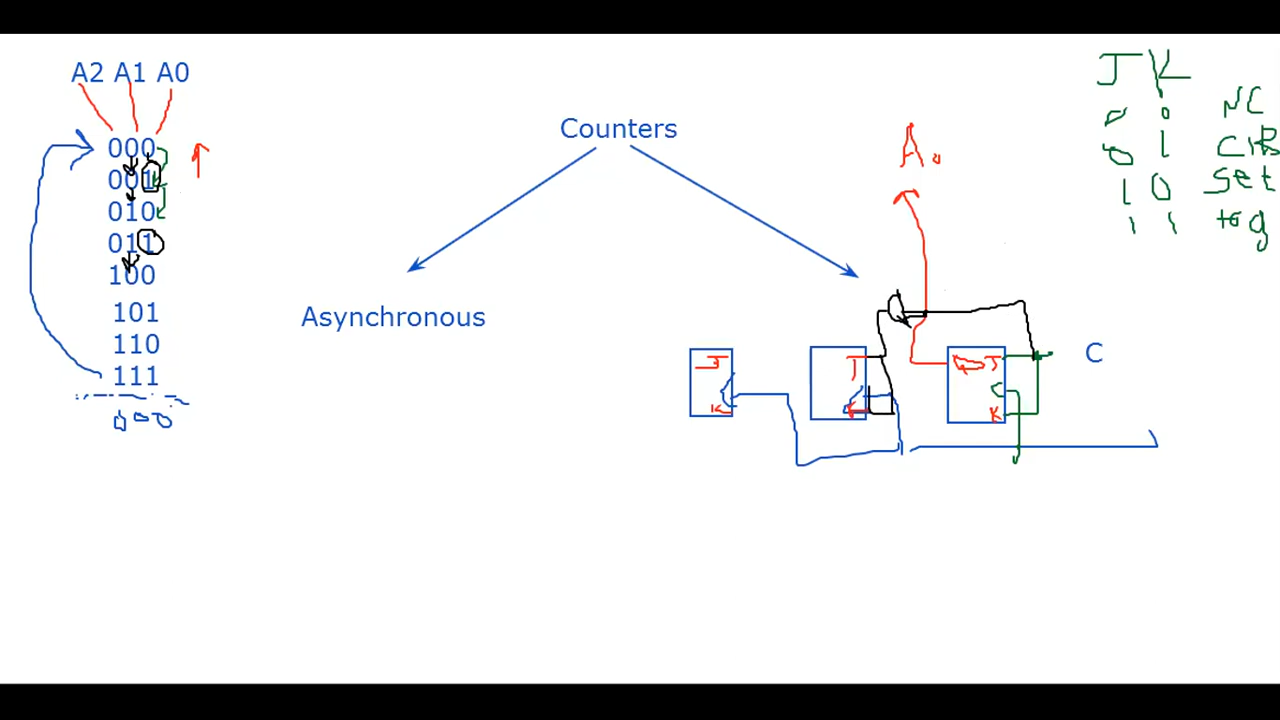 A2 A1 A0
000
001
010
011
100
101
110
111
000
Counters
Asynchronous
A0
J K
0 0 NC
0 1 ClR
1 0 Set
1 1 tog
J
K
J
K
J
C
K
C